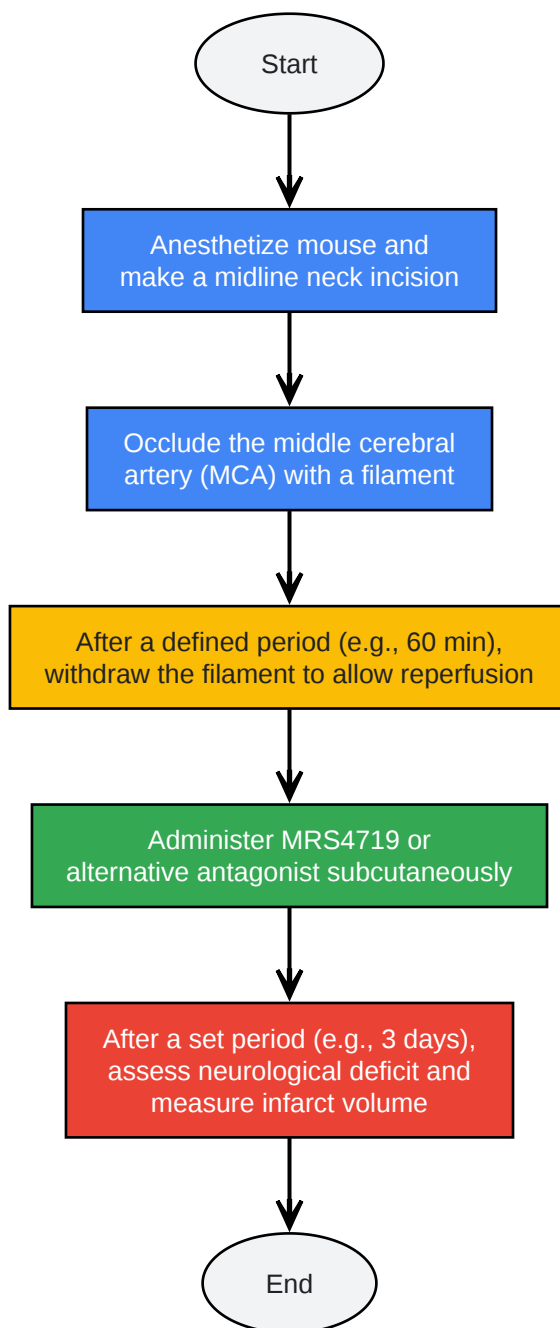 Start
Anesthetize mouse and
make a midline neck incision
Occlude the middle cerebral
artery (MCA) with a filament
After a defined period (e.g., 60 min),
withdraw the filament to allow reperfusion
Administer MRS4719 or
alternative antagonist subcutaneously
After a set period (e.g., 3 days),
assess neurological deficit and
measure infarct volume
End